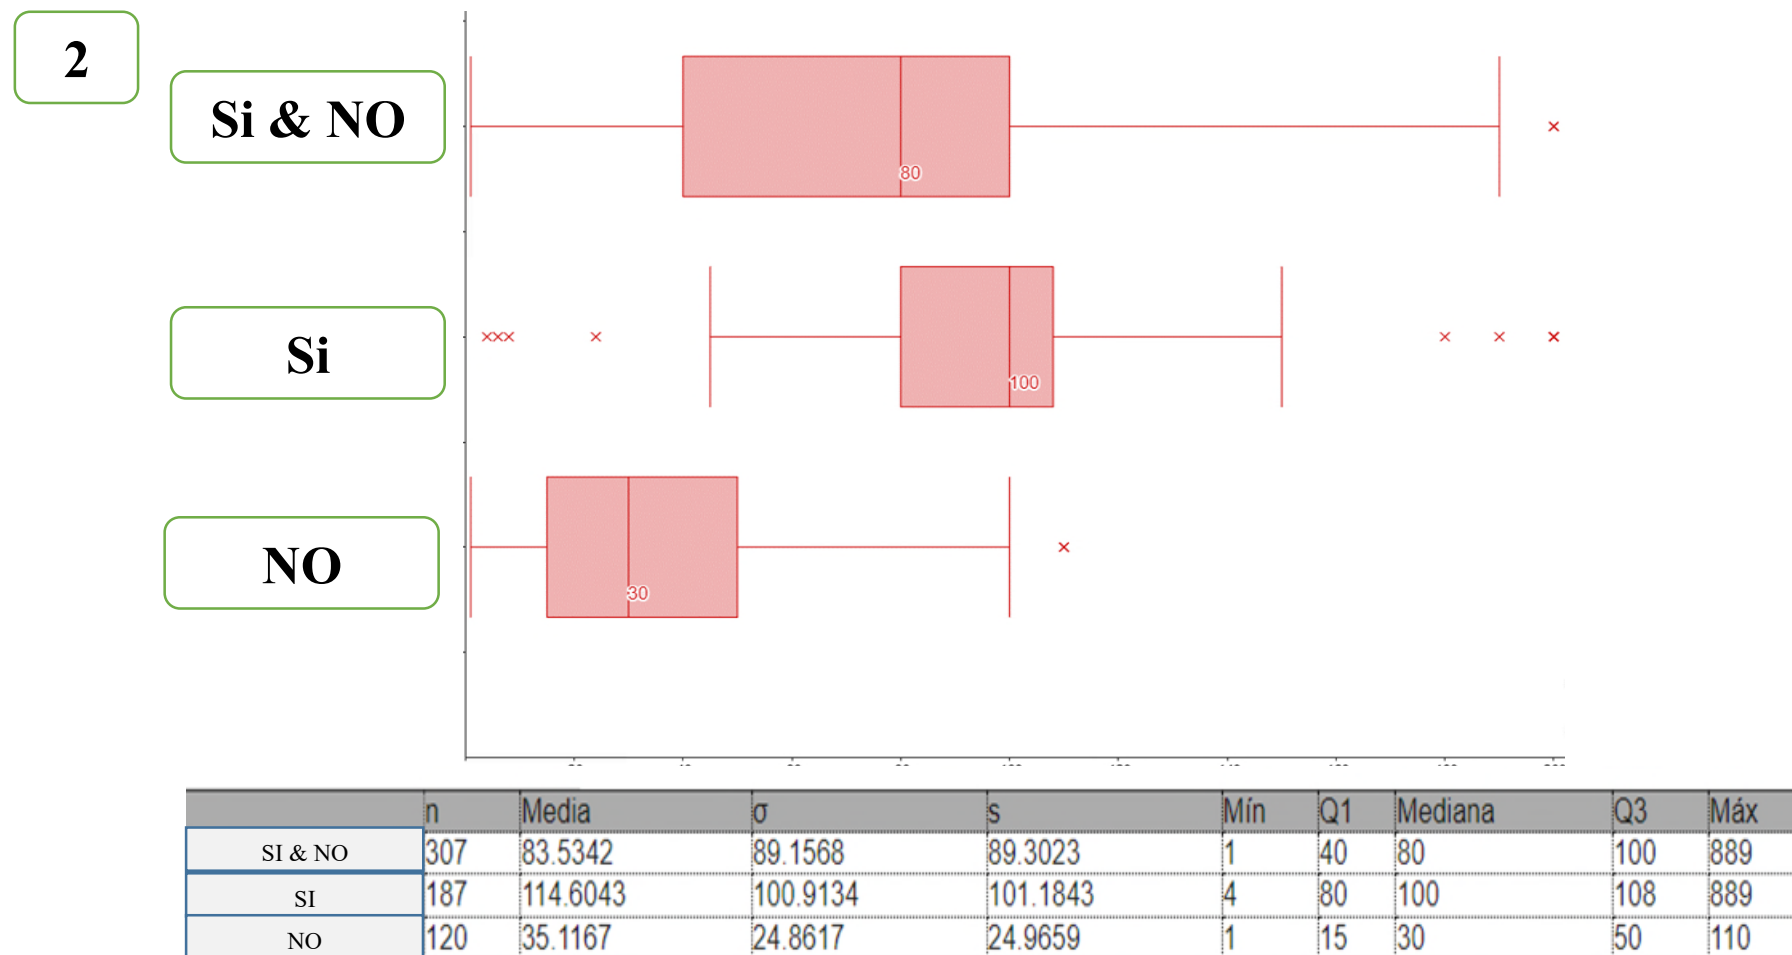 2
Si & NO
80
Si
100
NO
30
n Media σ s Mín Q1 Mediana Q3 Máx
SI & NO 307 83.5342 89.1568 89.3023 1 40 80 100 889
SI 187 114.6043 100.9134 101.1843 4 80 100 108 889
NO 120 35.1167 24.8617 24.9659 1 15 30 50 110